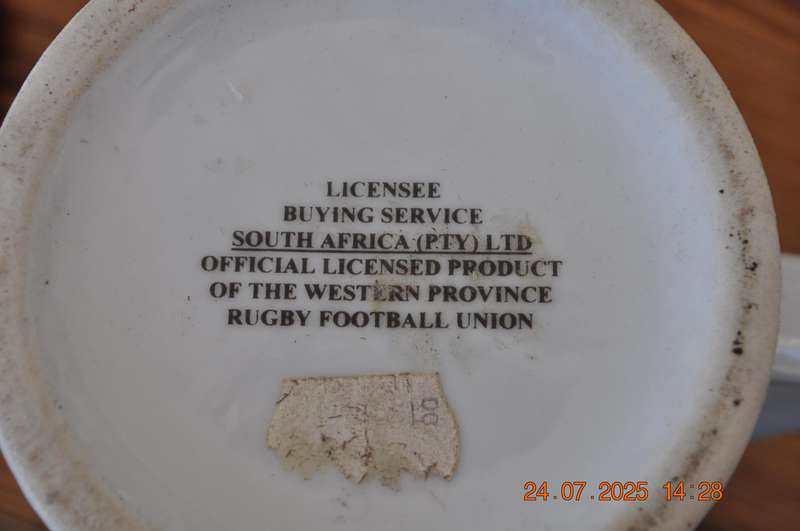 LICENSEE
BUYING SERVICE
SOUTH AFRICA (PTY) LTD
OFFICIAL LICENSED PRODUCT
OF THE WESTERN PROVINCE
RUGBY FOOTBALL UNION
24.07.2025 14:28